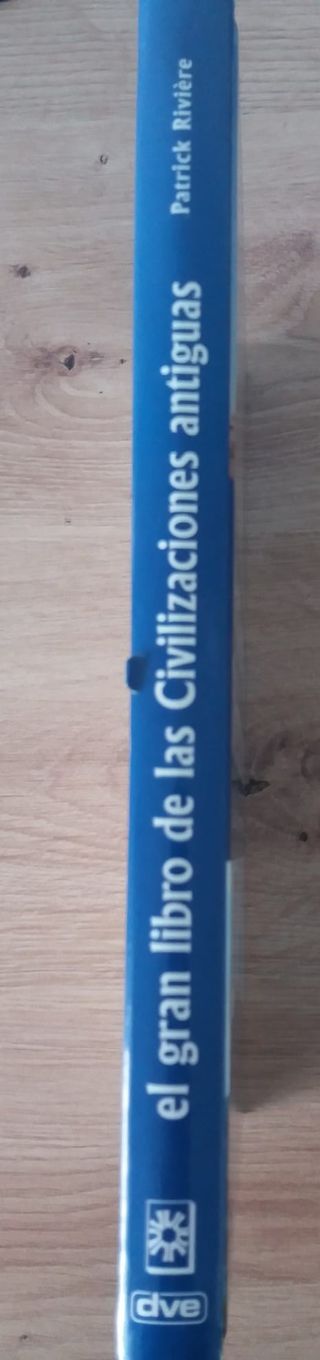 Patrick Rivière
el gran libro de las Civilizaciones antiguas
dve